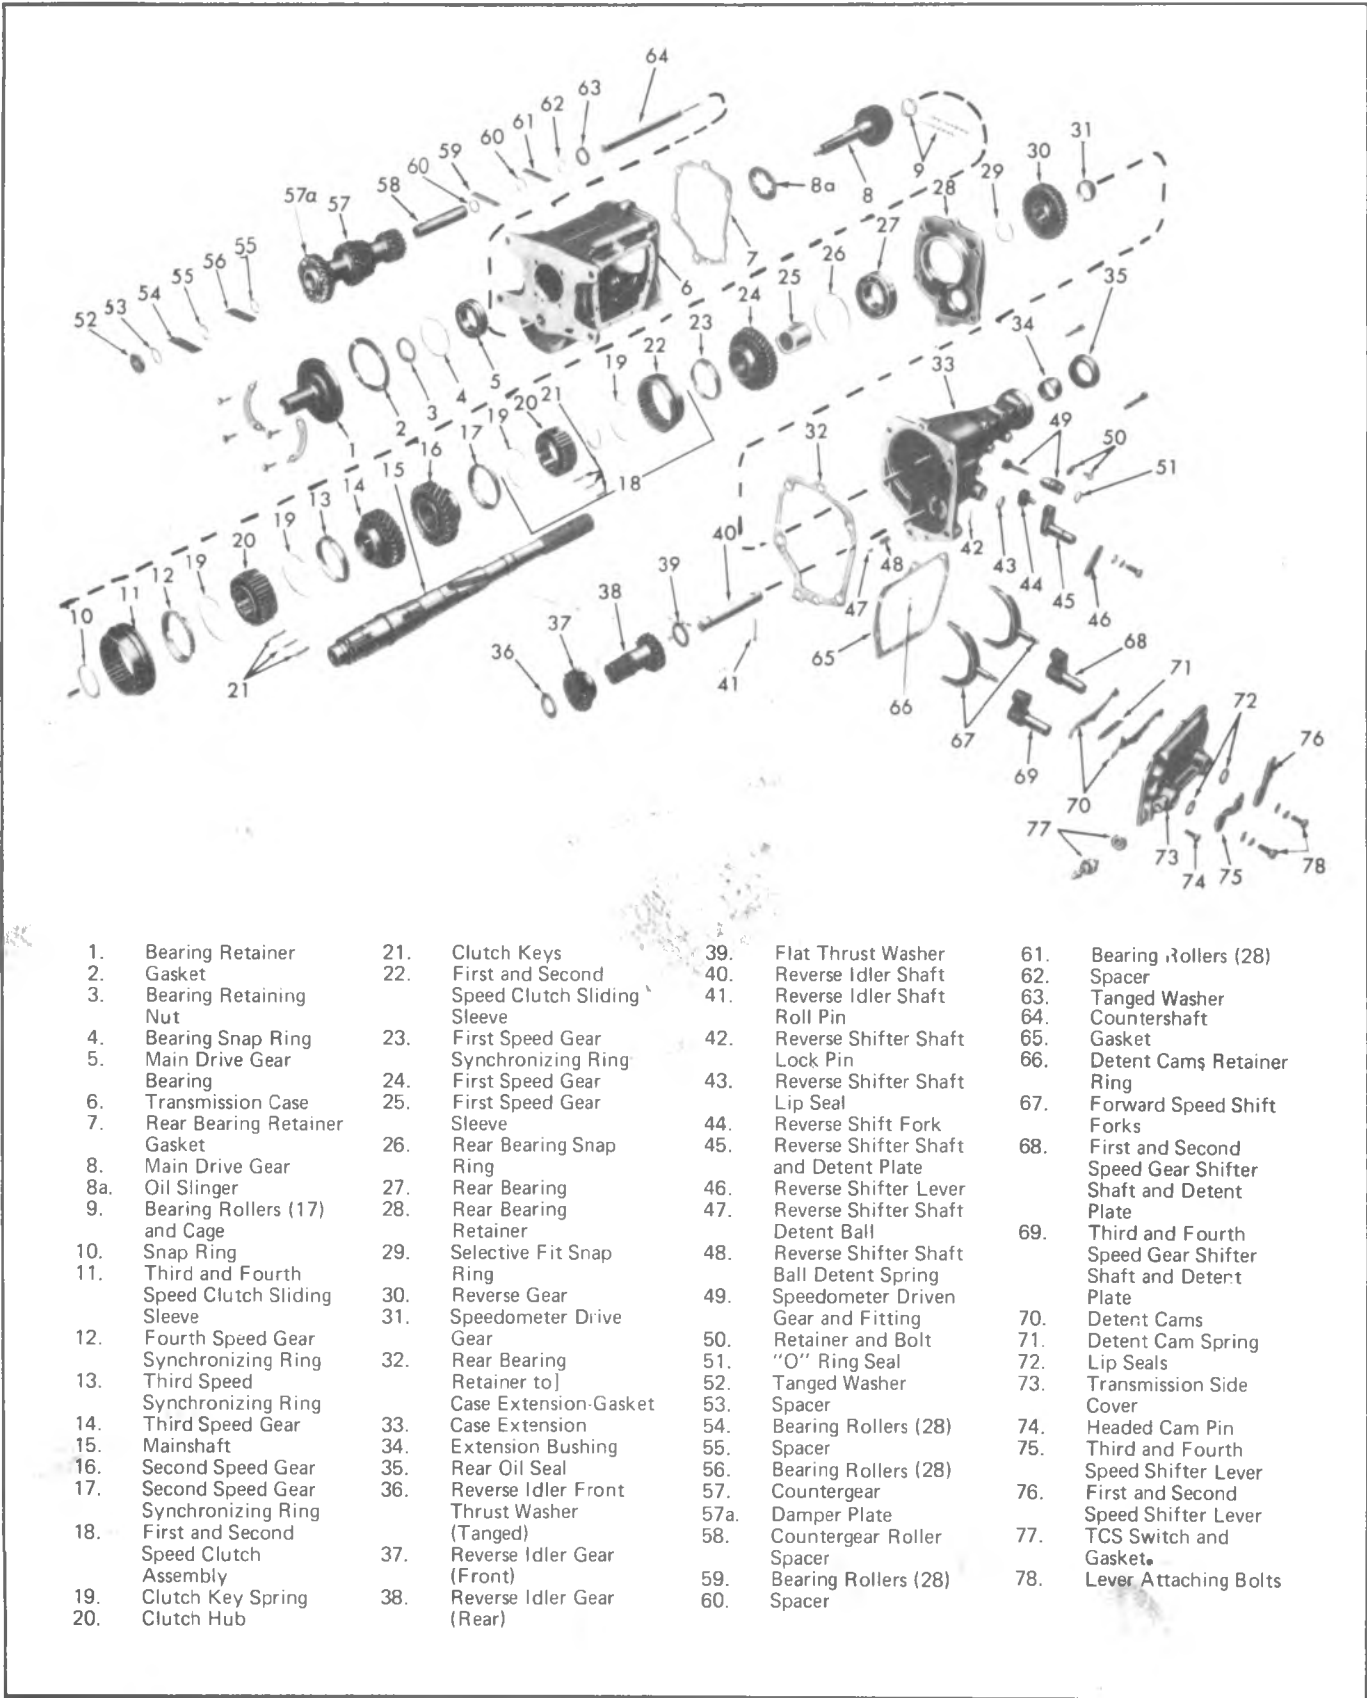 64
63
62
61
60
59
60
58
57
57a
55
56
55
54
53
52
31
30
9
29
8
8a
28
7
27
26
6
25
24
35
34
23
33
22
19
5
4
21
3
20
49
50
2
19
32
51
1
17
16
18
15
14
13
42
43
19
40
48
44
20
39
45
12
19
47
46
11
38
10
37
65
68
36
41
71
21
66
72
67
76
69
70
77
73
78
74
75
1. Bearing Retainer
2. Gasket
3. Bearing Retaining
Nut
4. Bearing Snap Ring
5. Main Drive Gear
Bearing
6. Transmission Case
7. Rear Bearing Retainer
Gasket
8. Main Drive Gear
8a. Oil Slinger
9. Bearing Rollers (17)
and Cage
10. Snap Ring
11. Third and Fourth
Speed Clutch Sliding
Sleeve
12. Fourth Speed Gear
Synchronizing Ring
13. Third Speed
Synchronizing Ring
14. Third Speed Gear
15. Mainshaft
16. Second Speed Gear
17. Second Speed Gear
Synchronizing Ring
18. First and Second
Speed Clutch
Assembly
19. Clutch Key Spring
20. Clutch Hub
21. Clutch Keys
22. First and Second
Speed Clutch Sliding
Sleeve
23. First Speed Gear
Synchronizing Ring
24. First Speed Gear
25. First Speed Gear
Sleeve
26. Rear Bearing Snap
Ring
27. Rear Bearing
28. Rear Bearing
Retainer
29. Selective Fit Snap
Ring
30. Reverse Gear
31. Speedometer Drive
Gear
32. Rear Bearing
Retainer to]
Case Extension-Gasket
33. Case Extension
34. Extension Bushing
35. Rear Oil Seal
36. Reverse Idler Front
Thrust Washer
(Tanged)
37. Reverse Idler Gear
(Front)
38. Reverse Idler Gear
(Rear)
39. Flat Thrust Washer
40. Reverse Idler Shaft
41. Reverse Idler Shaft
Roll Pin
42. Reverse Shifter Shaft
Lock Pin
43. Reverse Shifter Shaft
Lip Seal
44. Reverse Shift Fork
45. Reverse Shifter Shaft
and Detent Plate
46. Reverse Shifter Lever
47. Reverse Shifter Shaft
Detent Ball
48. Reverse Shifter Shaft
Ball Detent Spring
49. Speedometer Driven
Gear and Fitting
50. Retainer and Bolt
51. "O" Ring Seal
52. Tanged Washer
53. Spacer
54. Bearing Rollers (28)
55. Spacer
56. Bearing Rollers (28)
57. Countergear
57a. Damper Plate
58. Countergear Roller
Spacer
59. Bearing Rollers (28)
60. Spacer
61. Bearing Rollers (28)
62. Spacer
63. Tanged Washer
64. Countershaft
65. Gasket
66. Detent Cams Retainer
Ring
67. Forward Speed Shift
Forks
68. First and Second
Speed Gear Shifter
Shaft and Detent
Plate
69. Third and Fourth
Speed Gear Shifter
Shaft and Detent
Plate
70. Detent Cams
71. Detent Cam Spring
72. Lip Seals
73. Transmission Side
Cover
74. Headed Cam Pin
75. Third and Fourth
Speed Shifter Lever
76. First and Second
Speed Shifter Lever
77. TCS Switch and
Gasket.
78. Lever Attaching Bolts